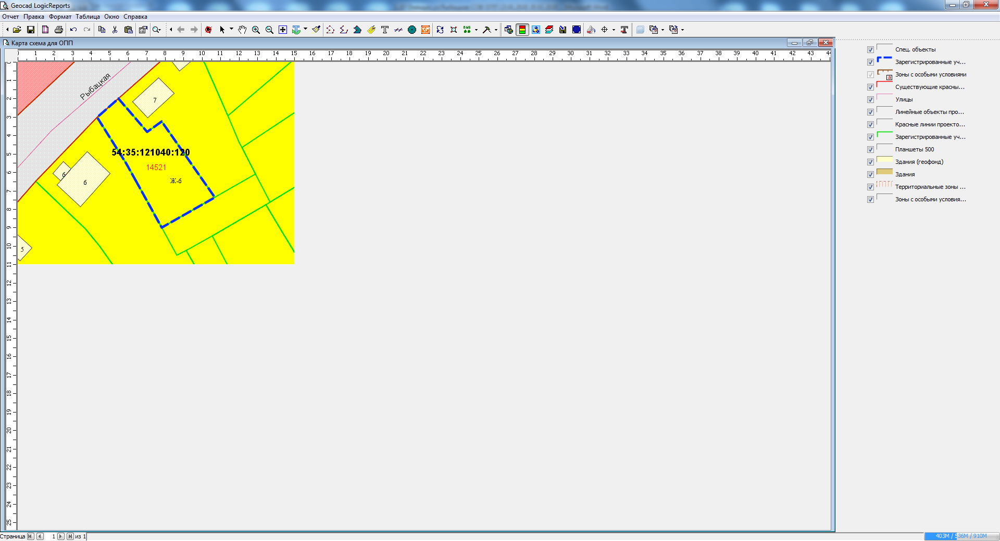 Geocad LogicReports
Отчет Правка Формат Таблица Окно Справка
Карта схема для ОПП
0 1 2 3 4 5 6 7 8 9 10 11 12 13 14 15 16 17 18 19 20 21 22 23 24 25 26 27 28 29 30 31 32 33 34 35 36 37 38 39 40 41 42 43 44
0
1
2
3
4
5
6
7
8
9
10
11
12
13
14
15
16
17
18
19
20
21
22
23
24
25
Рыбацкая
7
54:35:121040:120
14521
Ж-6
6
6
5
Спец. объекты
Зарегистрированные уч...
Зоны с особыми условиями
a
Существующие красны...
Улицы
Линейные объекты про...
Красные линии проекто...
Зарегистрированные уч...
Планшеты 500
Здания (геофонд)
Здания
Территориальные зоны ...
Зоны с особыми условия...
Страница 1 из 1
403M / 536M / 910M